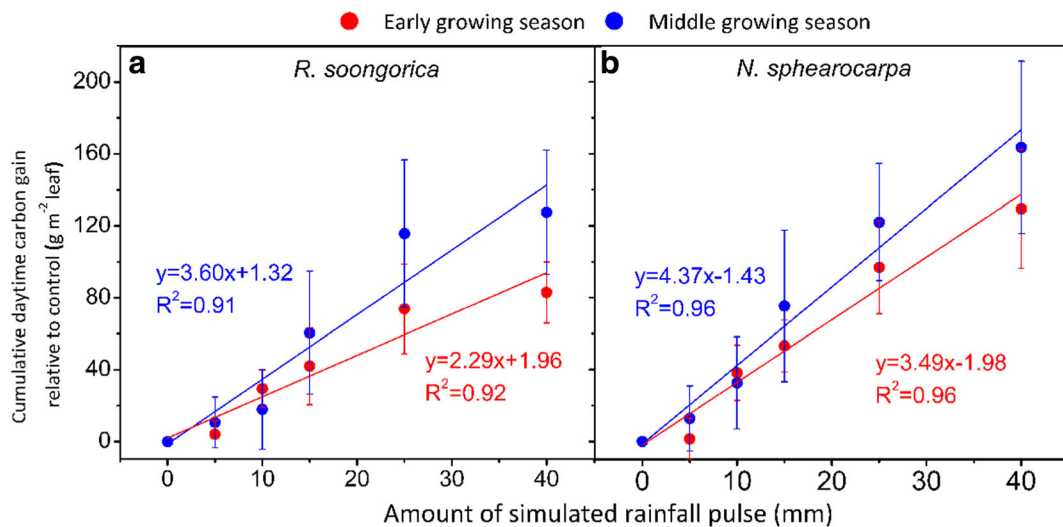 Early growing season Middle growing season
a
R. soongorica
b
N. sphearocarpa
Cumulative daytime carbon gain
relative to control (g m⁻² leaf)
200
160
120
80
40
0
y=3.60x+1.32
R²=0.91
y=2.29x+1.96
R²=0.92
y=4.37x-1.43
R²=0.96
y=3.49x-1.98
R²=0.96
0 10 20 30 40 0 10 20 30 40
Amount of simulated rainfall pulse (mm)